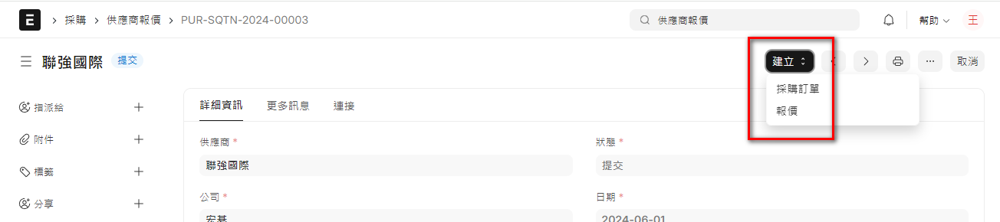 E 採購 供應商報價 PUR-SQTN-2024-00003 供應商報價 幫助 王
聯強國際 提交 建立 取消
採購訂單
報價
指派給
附件
標籤
分享
詳細資訊 更多訊息 連接
供應商 * 狀態 *
聯強國際 提交
公司 * 日期 *
宏碁 2024-06-01